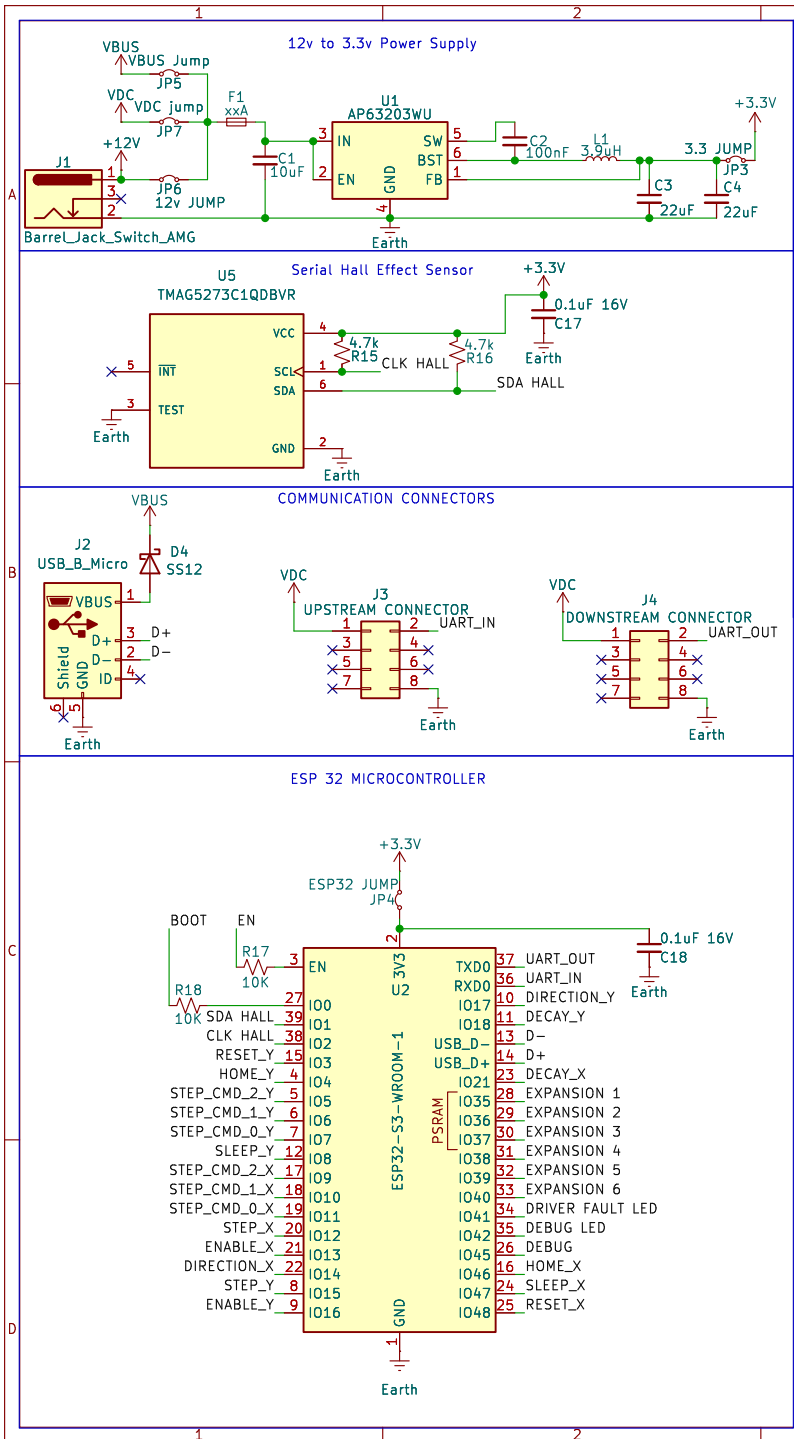 1
2
12v to 3.3v Power Supply
VBUS
VBUS Jump
JP5
VDC
VDC jump
JP7
F1
xxA
+12V
J1
1
3
2
JP6
12v JUMP
Barrel_Jack_Switch_AMG
C1
10uF
U1
AP63203WU
3
IN
2
EN
SW
5
BST
6
FB
1
GND
4
Earth
C2
100nF
L1
3.9uH
+3.3V
3.3 JUMP
JP3
C3
22uF
C4
22uF
A
Serial Hall Effect Sensor
U5
TMAG5273C1QDBVR
VCC
4
5
INT
SCL
1
SDA
6
3
TEST
GND
2
Earth
Earth
4.7k
R15
4.7k
R16
CLK HALL
SDA HALL
+3.3V
0.1uF 16V
C17
Earth
COMMUNICATION CONNECTORS
VBUS
D4
SS12
J2
USB_B_Micro
VBUS
1
D+
3
D+
D-
2
D-
ID
4
Shield
GND
6
5
Earth
B
VDC
J3
UPSTREAM CONNECTOR
1
2
UART_IN
3
4
5
6
7
8
Earth
VDC
J4
DOWNSTREAM CONNECTOR
1
2
UART_OUT
3
4
5
6
7
8
Earth
ESP 32 MICROCONTROLLER
+3.3V
ESP32 JUMP
JP4
BOOT
EN
R17
10K
R18
10K
2
3V3
U2
ESP32-S3-WROOM-1
PSRAM
0.1uF 16V
C18
Earth
C
3 EN
27 IO0
SDA HALL 39 IO1
CLK HALL 38 IO2
RESET_Y 15 IO3
HOME_Y 4 IO4
STEP_CMD_2_Y 5 IO5
STEP_CMD_1_Y 6 IO6
STEP_CMD_0_Y 7 IO7
SLEEP_Y 12 IO8
STEP_CMD_2_X 17 IO9
STEP_CMD_1_X 18 IO10
STEP_CMD_0_X 19 IO11
STEP_X 20 IO12
ENABLE_X 21 IO13
DIRECTION_X 22 IO14
STEP_Y 8 IO15
ENABLE_Y 9 IO16
TXD0 37 UART_OUT
RXD0 36 UART_IN
IO17 10 DIRECTION_Y
IO18 11 DECAY_Y
USB_D- 13 D-
USB_D+ 14 D+
IO21 23 DECAY_X
IO35 28 EXPANSION 1
IO36 29 EXPANSION 2
IO37 30 EXPANSION 3
IO38 31 EXPANSION 4
IO39 32 EXPANSION 5
IO40 33 EXPANSION 6
IO41 34 DRIVER FAULT LED
IO42 35 DEBUG LED
IO45 26 DEBUG
IO46 16 HOME_X
IO47 24 SLEEP_X
IO48 25 RESET_X
GND
1
Earth
D
1
2